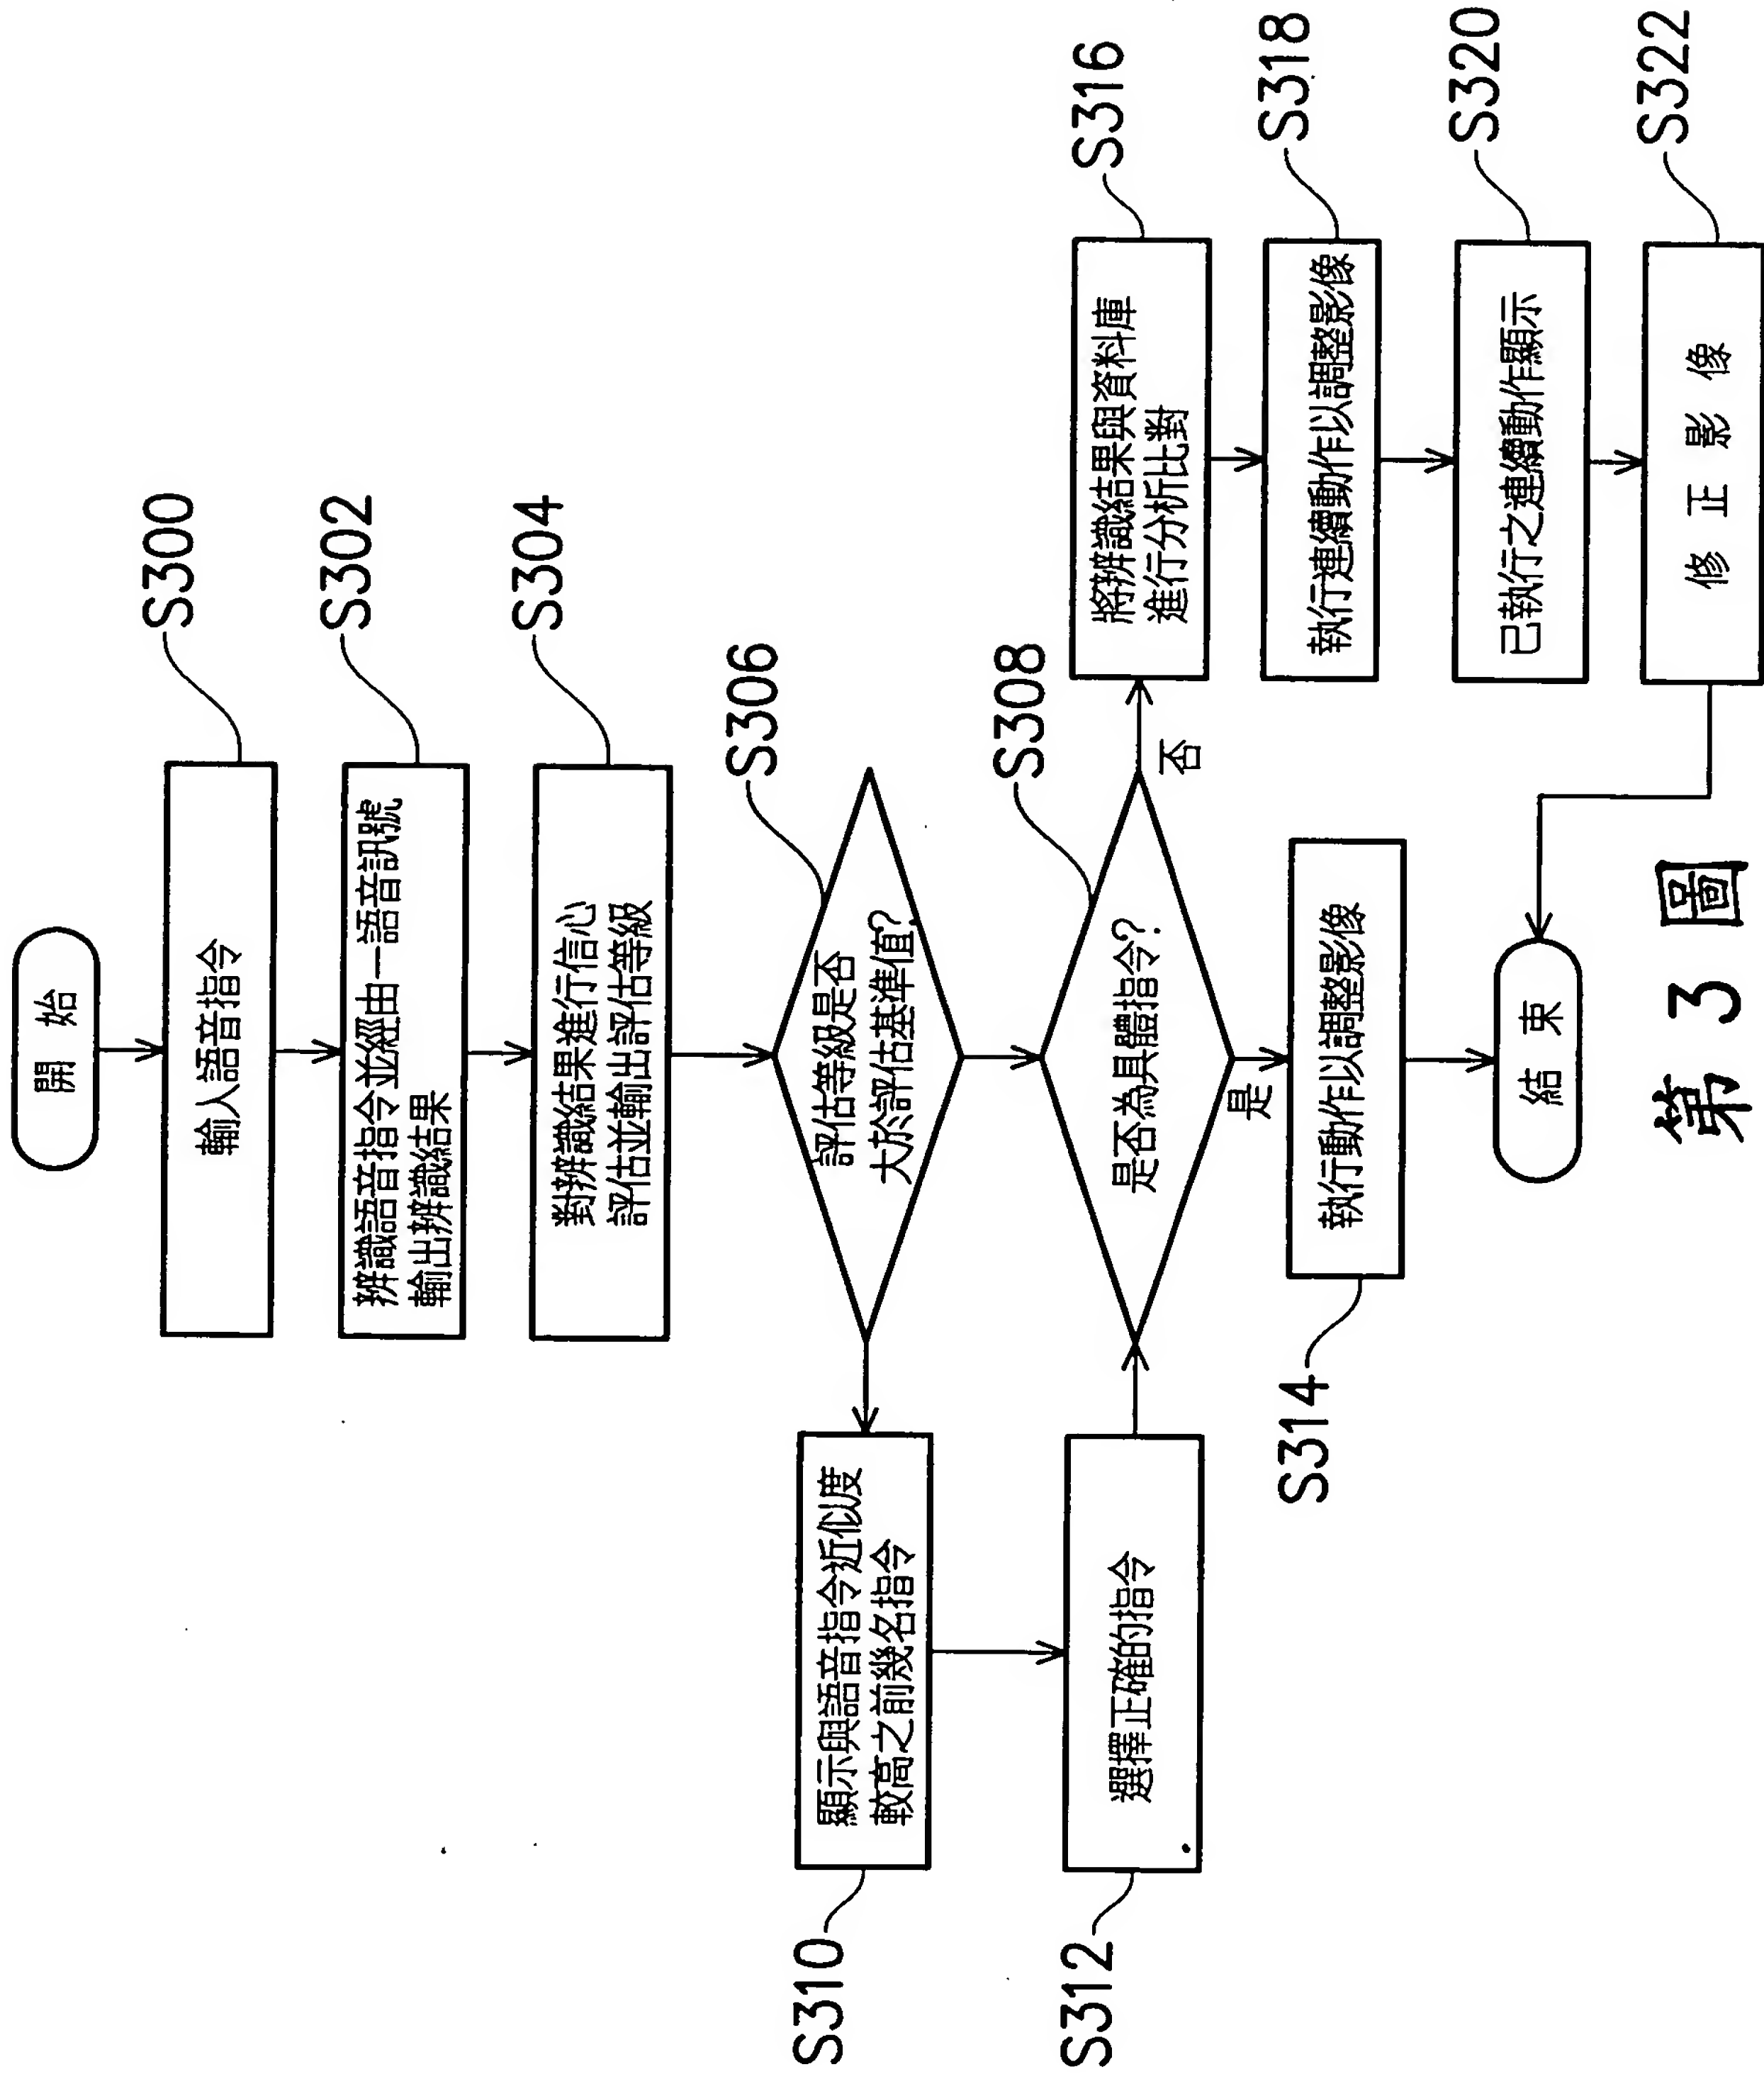 開 始
輸入語音指令
S300
辨識語音指令並經由一語音訊號
輸出辨識結果
S302
對辨識結果進行信心
評估並輸出評估等級
S304
評估等級是否
大於評估基準值?
S306
顯示與語音指令近似度
較高之前幾名指令
S310
選擇正確的指令
S312
是否為具體指令?
S308
是
否
執行動作以調整影像
S314
將辨識結果與資料庫
進行分析比對
S316
執行連續動作以調整影像
S318
已執行之連續動作顯示
S320
修 正 影 像
S322
結 束
第 3 圖